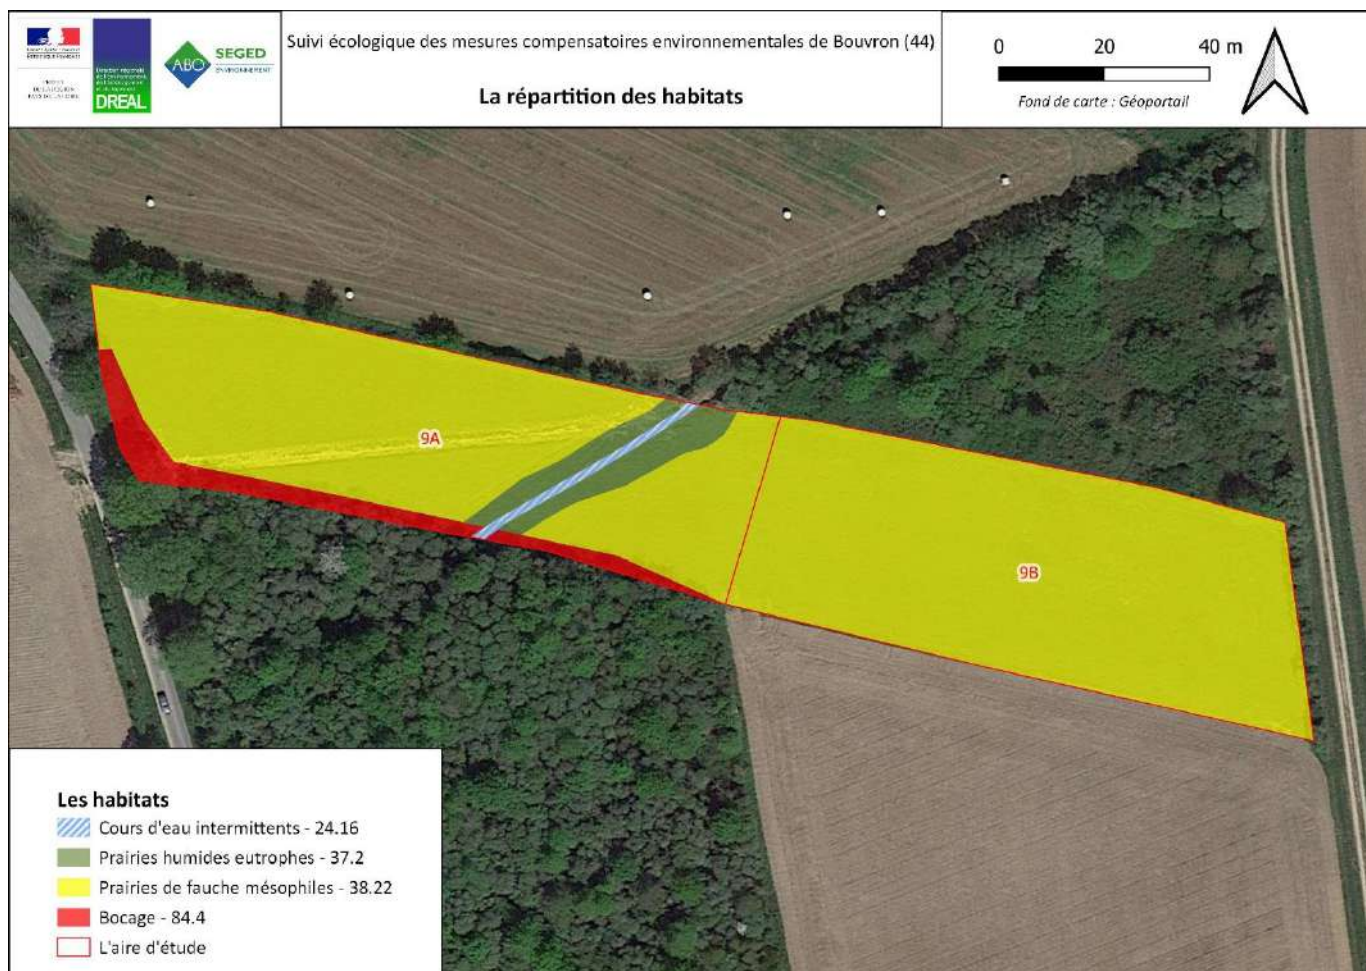 DREAL
ABO
SEGED
ENVIRONNEMENT
Suivi écologique des mesures compensatoires environnementales de Bouvron (44)
La répartition des habitats
0 20 40 m
Fond de carte : Géoportail
9A
9B
Les habitats
Cours d'eau intermittents - 24.16
Prairies humides eutrophes - 37.2
Prairies de fauche mésophiles - 38.22
Bocage - 84.4
L'aire d'étude